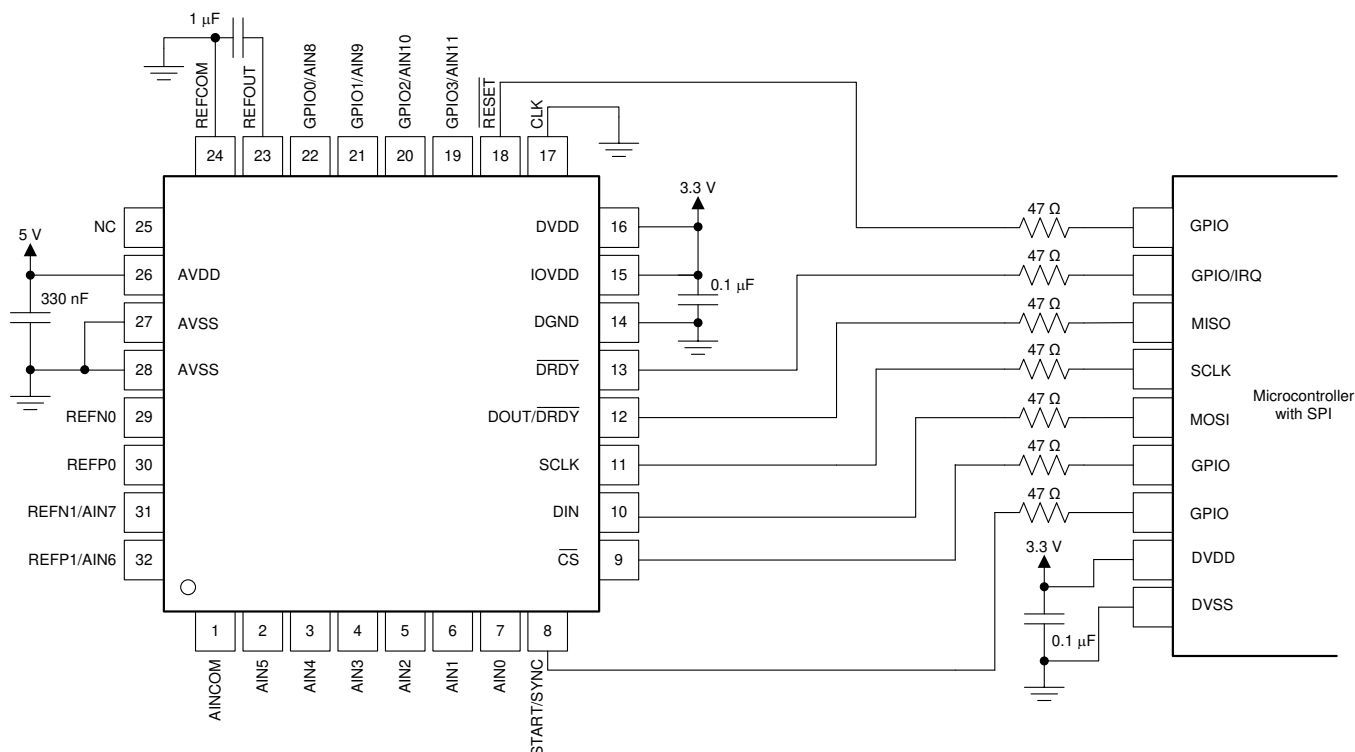 1 μF
REFCOM
REFOUT
GPIO0/AIN8
GPIO1/AIN9
GPIO2/AIN10
GPIO3/AIN11
RESET
CLK
24
23
22
21
20
19
18
17
NC
25
5 V
26
AVDD
330 nF
27
AVSS
28
AVSS
REFN0
29
REFP0
30
REFN1/AIN7
31
REFP1/AIN6
32
DVDD
16
3.3 V
IOVDD
15
0.1 μF
DGND
14
DRDY
13
DOUT/DRDY
12
SCLK
11
DIN
10
CS
9
1
2
3
4
5
6
7
8
AINCOM
AIN5
AIN4
AIN3
AIN2
AIN1
AIN0
START/SYNC
47 Ω
GPIO
47 Ω
GPIO/IRQ
47 Ω
MISO
47 Ω
SCLK
47 Ω
MOSI
47 Ω
GPIO
47 Ω
GPIO
3.3 V
DVDD
DVSS
0.1 μF
Microcontroller
with SPI